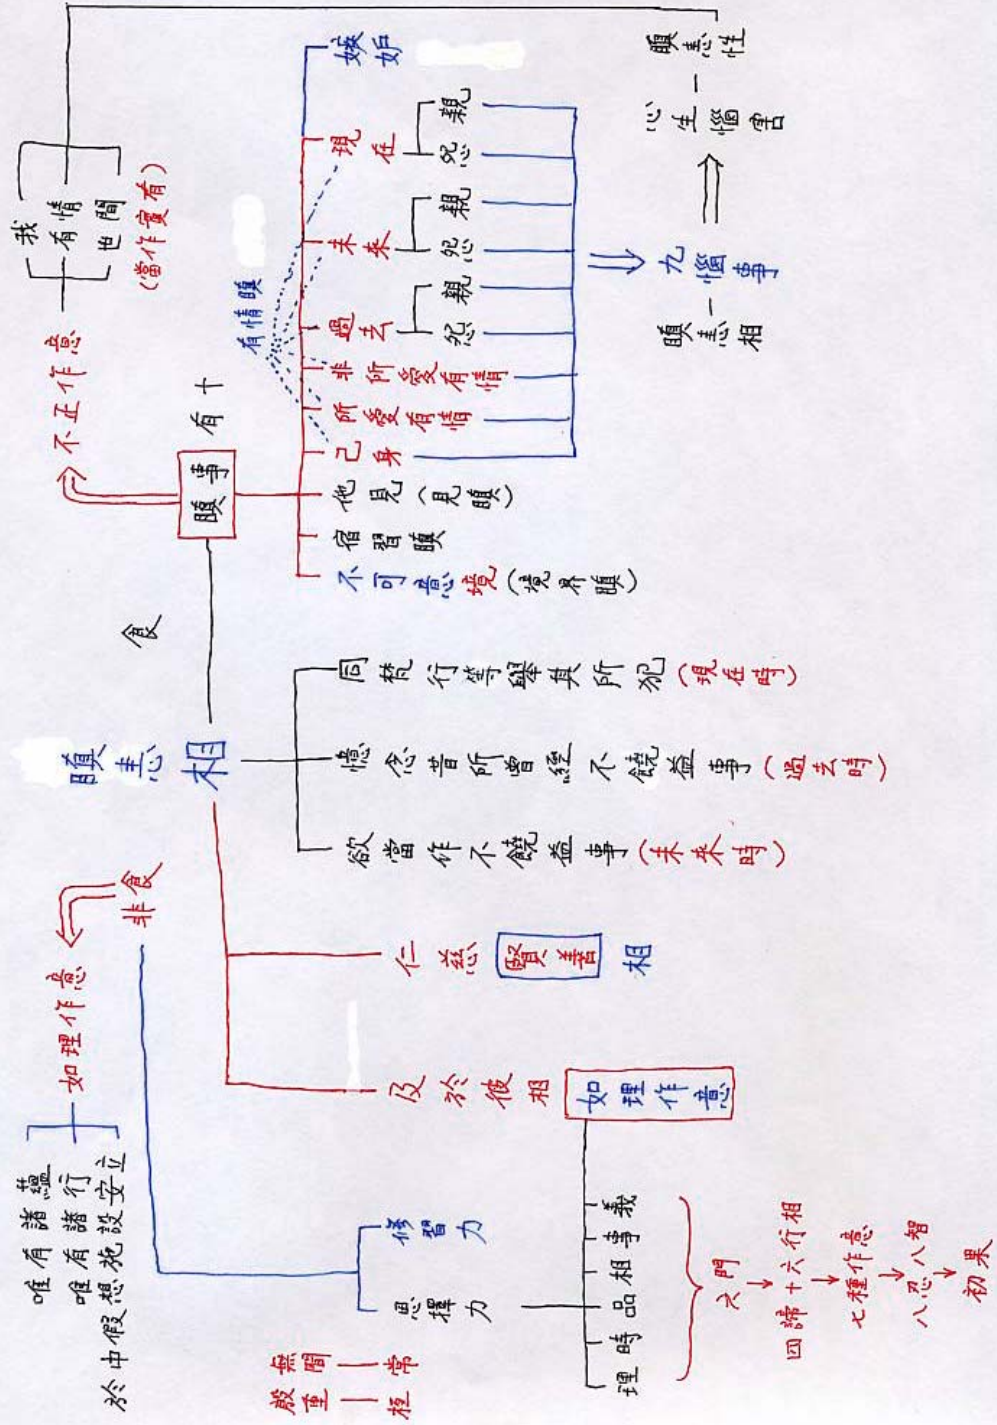 瞋恚相
食
瞋事
有十
不正作意
我
有情
世間
(當作實有)
有情瞋
嫉妒
現在
親
怨
未來
親
怨
過去
親
怨
非所愛有情
所愛有情
己身
他見(見瞋)
宿習瞋
不可意境(境界瞋)
九惱事
瞋恚相
心生惱害
瞋恚性
同梵行等舉其所犯(現在時)
憶念昔所曾經不饒益事(過去時)
欲當作不饒益事(未來時)
非食
如理作意
唯有諸蘊
唯有諸行
於中假想施設安立
仁慈賢善相
及於彼相如理作意
修習力
思擇力
無間
常
殷重
恆
義
事
相
品
時
理
六門
四諦十六行相
七種作意
八忍八智
初果